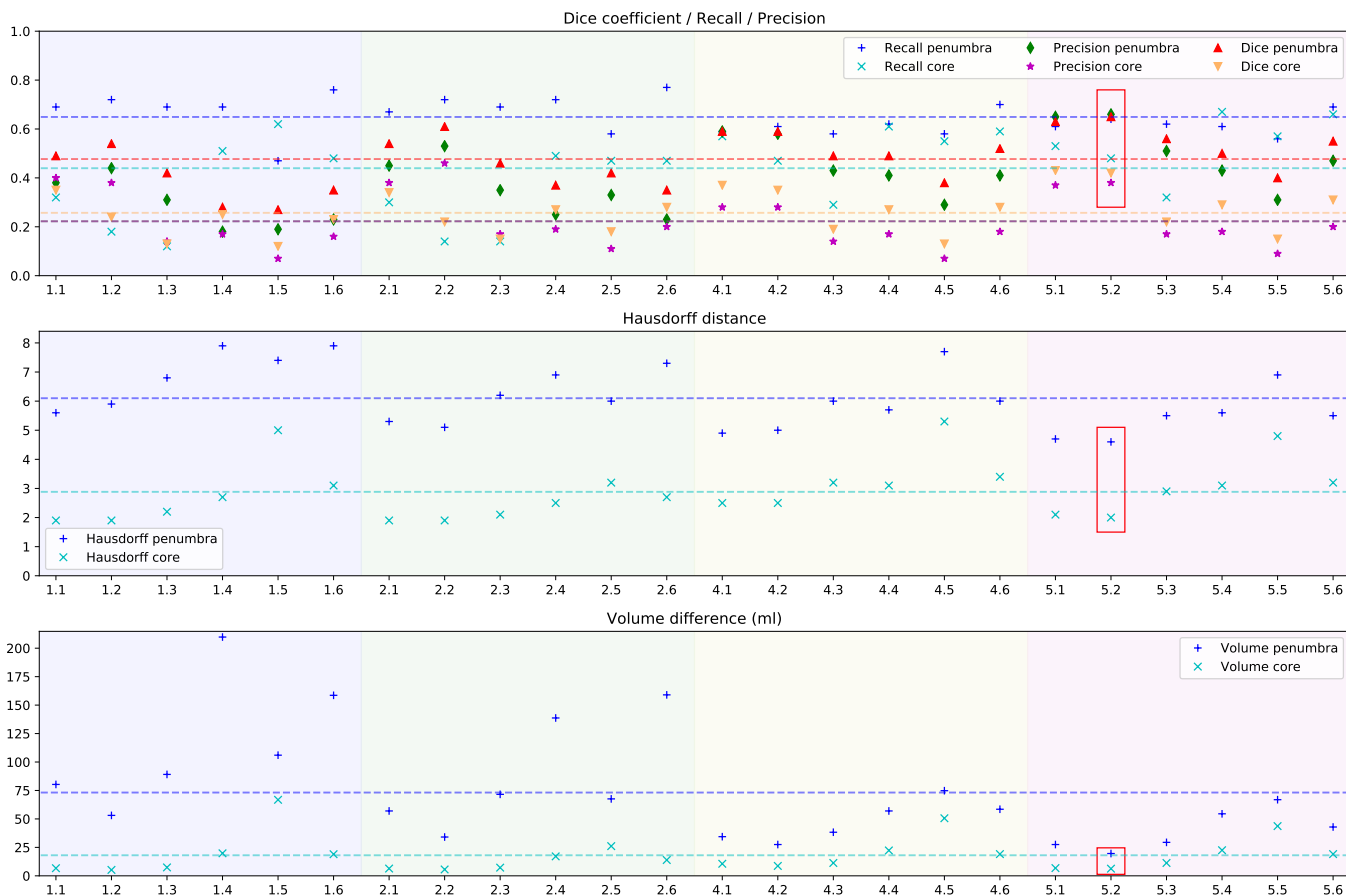 Dice coefficient / Recall / Precision
1.0
0.8
0.6
0.4
0.2
0.0
Recall penumbra
Recall core
Precision penumbra
Precision core
Dice penumbra
Dice core
1.1 1.2 1.3 1.4 1.5 1.6 2.1 2.2 2.3 2.4 2.5 2.6 4.1 4.2 4.3 4.4 4.5 4.6 5.1 5.2 5.3 5.4 5.5 5.6
Hausdorff distance
8
7
6
5
4
3
2
1
0
Hausdorff penumbra
Hausdorff core
1.1 1.2 1.3 1.4 1.5 1.6 2.1 2.2 2.3 2.4 2.5 2.6 4.1 4.2 4.3 4.4 4.5 4.6 5.1 5.2 5.3 5.4 5.5 5.6
Volume difference (ml)
200
175
150
125
100
75
50
25
0
Volume penumbra
Volume core
1.1 1.2 1.3 1.4 1.5 1.6 2.1 2.2 2.3 2.4 2.5 2.6 4.1 4.2 4.3 4.4 4.5 4.6 5.1 5.2 5.3 5.4 5.5 5.6